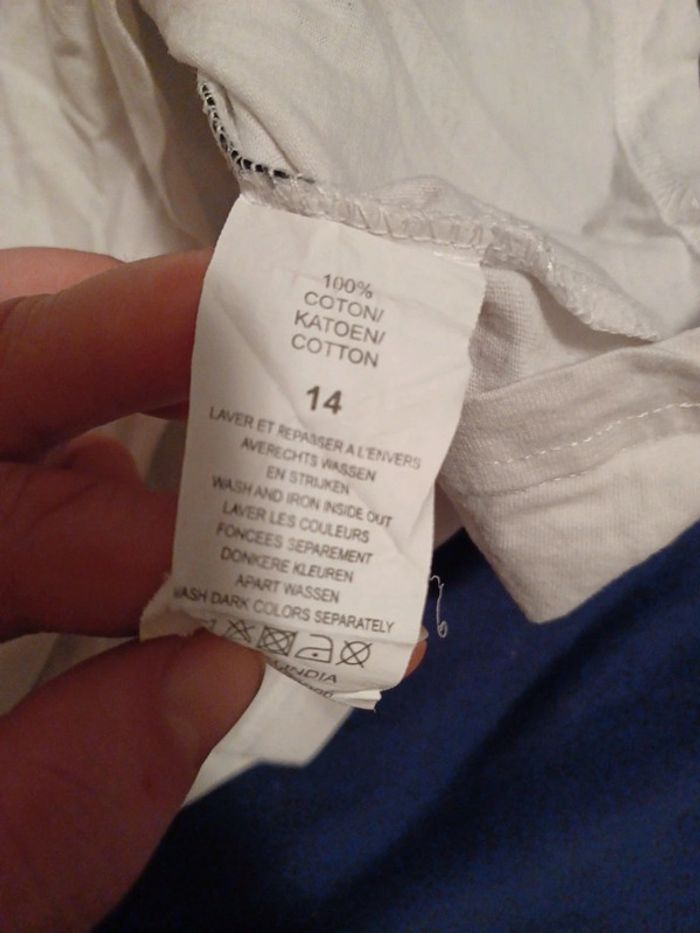 100%
COTON/
KATOEN/
COTTON
14
LAVER ET REPASSER A L'ENVERS
AVERECHTS WASSEN
EN STRIJKEN
WASH AND IRON INSIDE OUT
LAVER LES COULEURS
FONCEES SEPAREMENT
DONKERE KLEUREN
APART WASSEN
WASH DARK COLORS SEPARATELY
INDIA